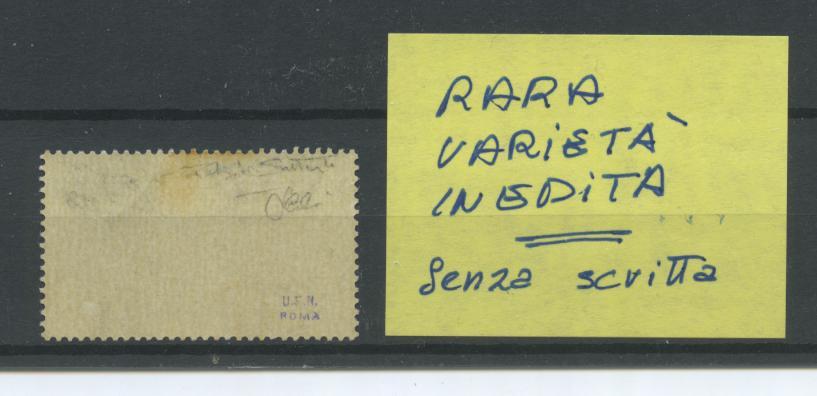 U.F.N.
ROMA
RARA
VARiETÀ
iNEDiTA
Senza scritta